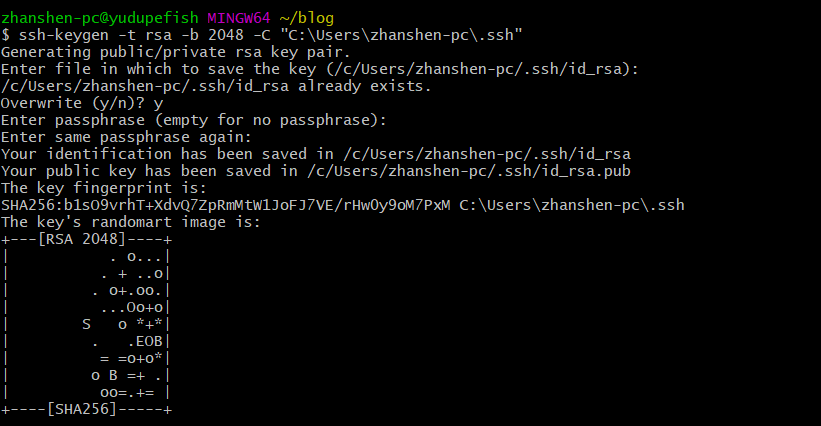 zhanshen-pc@yudupefish MINGW64 ~/blog
$ ssh-keygen -t rsa -b 2048 -C "C:\Users\zhanshen-pc\.ssh"
Generating public/private rsa key pair.
Enter file in which to save the key (/c/Users/zhanshen-pc/.ssh/id_rsa):
/c/Users/zhanshen-pc/.ssh/id_rsa already exists.
Overwrite (y/n)? y
Enter passphrase (empty for no passphrase):
Enter same passphrase again:
Your identification has been saved in /c/Users/zhanshen-pc/.ssh/id_rsa
Your public key has been saved in /c/Users/zhanshen-pc/.ssh/id_rsa.pub
The key fingerprint is:
SHA256:b1sO9vrhT+XdvQ7ZpRmMtW1JoFJ7VE/rHw0y9oM7PxM C:\Users\zhanshen-pc\.ssh
The key's randomart image is:
+---[RSA 2048]----+
|           . o...|
|          . + ..o|
|         . o+.oo.|
|          ...Oo+o|
|        S   o *+*|
|         .   .EOB|
|          = =o+o*|
|         o B =+ .|
|          oo=.+= |
+----[SHA256]-----+